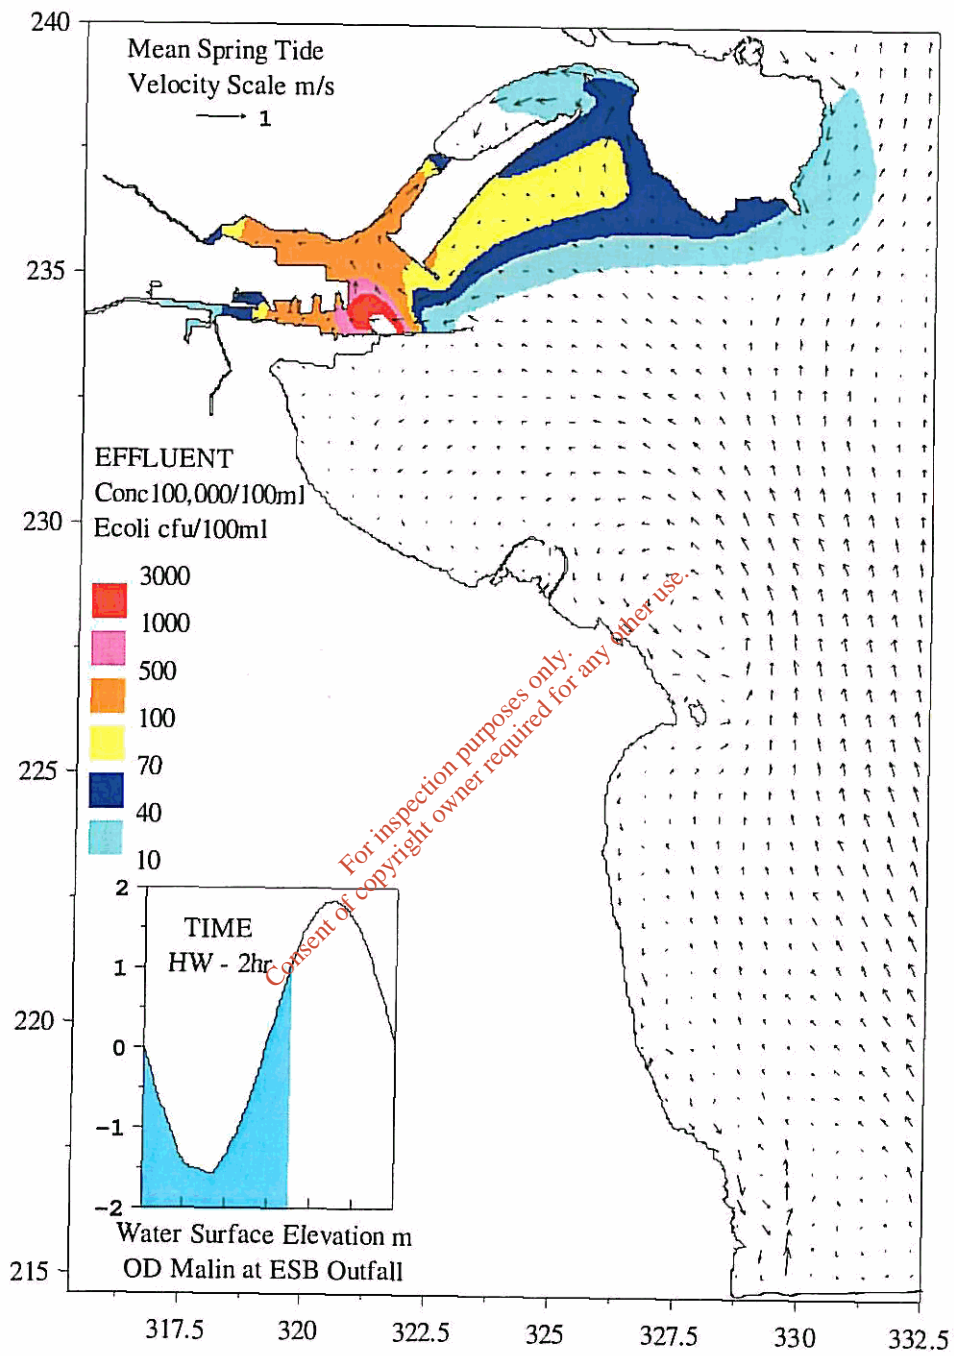 240
Mean Spring Tide
Velocity Scale m/s
1
235
EFFLUENT
Conc100,000/100ml
Ecoli cfu/100ml
230
3000
1000
500
100
70
40
10
225
For inspection purposes only.
Consent of copyright owner required for any other use.
2
TIME
HW - 2hr
1
0
-1
-2
220
Water Surface Elevation m
OD Malin at ESB Outfall
215
317.5 320 322.5 325 327.5 330 332.5